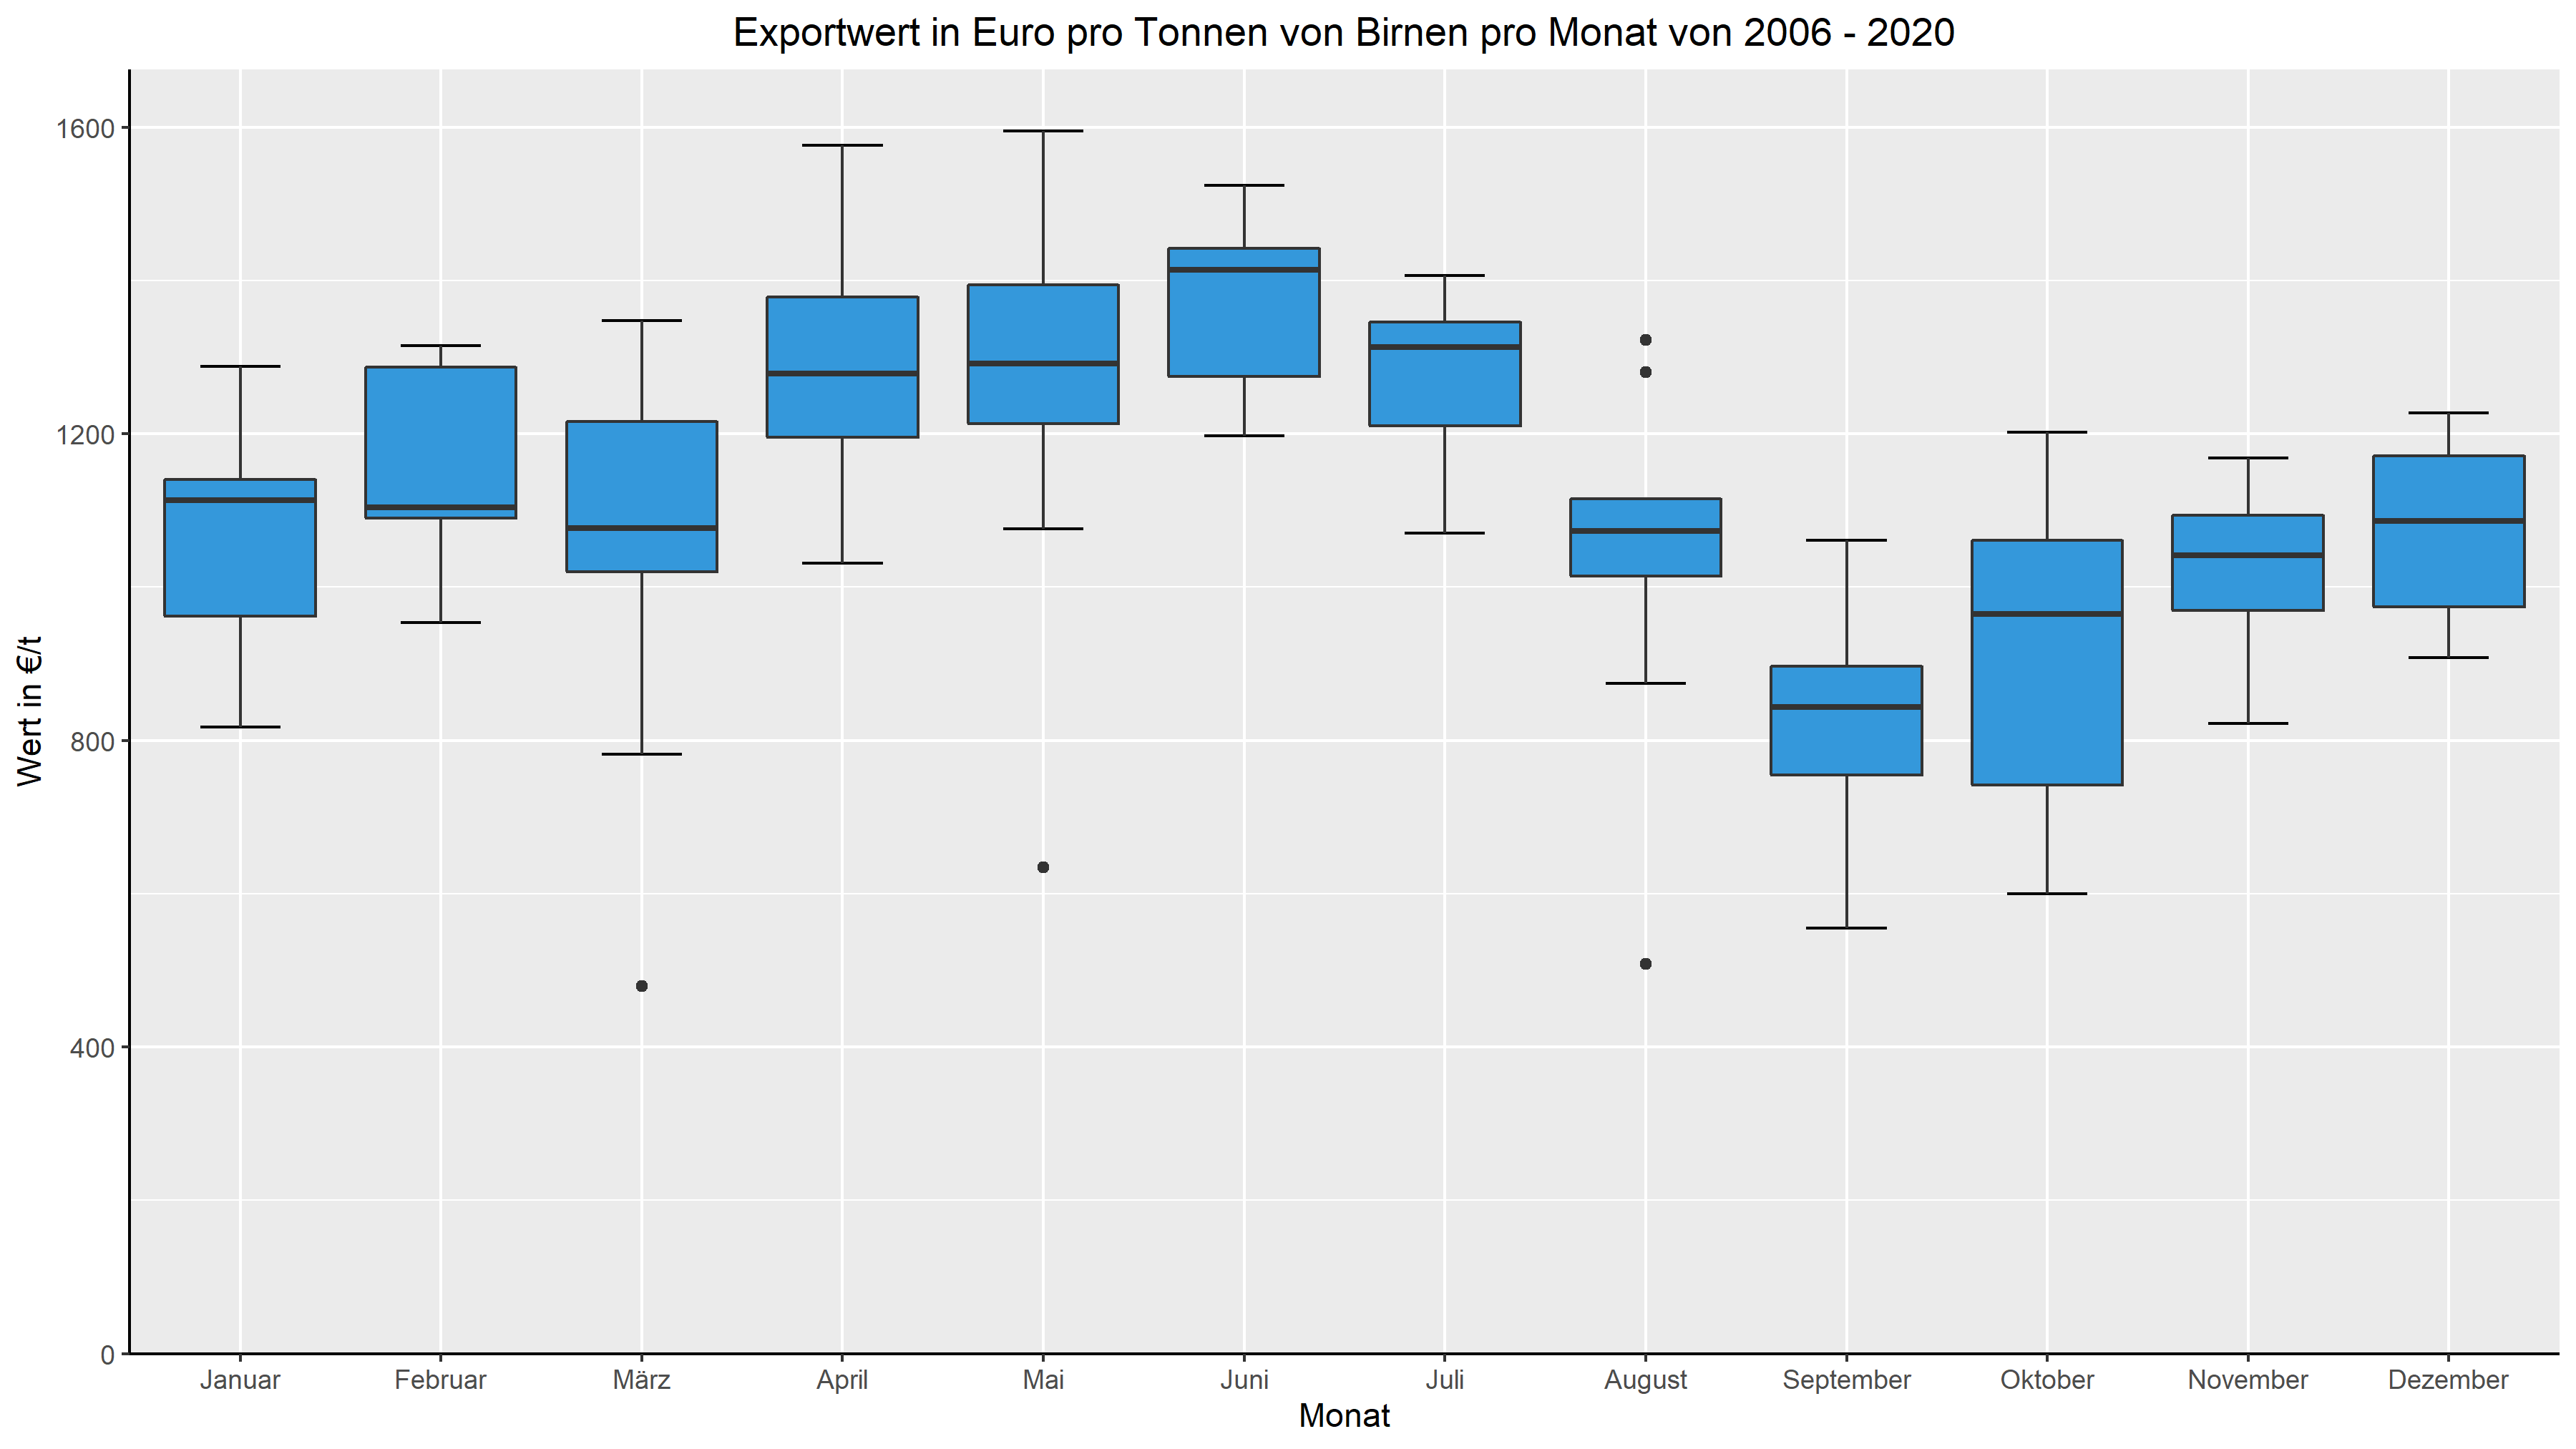 Exportwert in Euro pro Tonnen von Birnen pro Monat von 2006 - 2020
Wert in €/t
1600
1200
800
400
0
Januar Februar März April Mai Juni Juli August September Oktober November Dezember
Monat